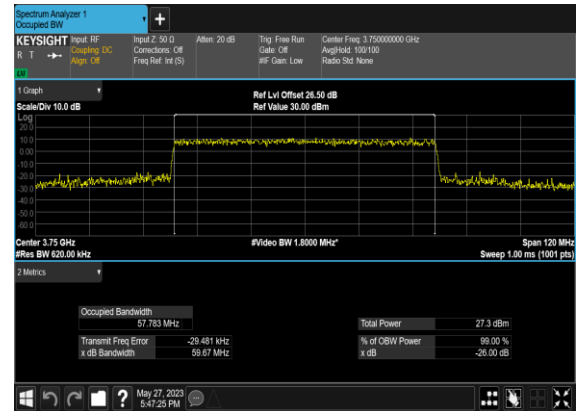 Spectrum Analyzer 1
Occupied BW
+
KEYSIGHT Input: RF Input Z: 50 Ω Atten: 20 dB Trig: Free Run Center Freq: 3.750000000 GHz
R T Coupling: DC Corrections: Off Gate: Off Avg|Hold: 100/100
Align: Off Freq Ref: Int (S) #IF Gain: Low Radio Std: None
1 Graph
Ref Lvl Offset 26.50 dB
Scale/Div 10.0 dB Ref Value 30.00 dBm
Log
20.0
10.0
0.00
-10.0
-20.0
-30.0
-40.0
-50.0
-60.0
Center 3.75 GHz #Video BW 1.8000 MHz* Span 120 MHz
#Res BW 620.00 kHz Sweep 1.00 ms (1001 pts)
2 Metrics
Occupied Bandwidth
57.783 MHz Total Power 27.3 dBm
Transmit Freq Error -29.481 kHz % of OBW Power 99.00 %
x dB Bandwidth 59.67 MHz x dB -26.00 dB
? May 27, 2023
5:47:25 PM